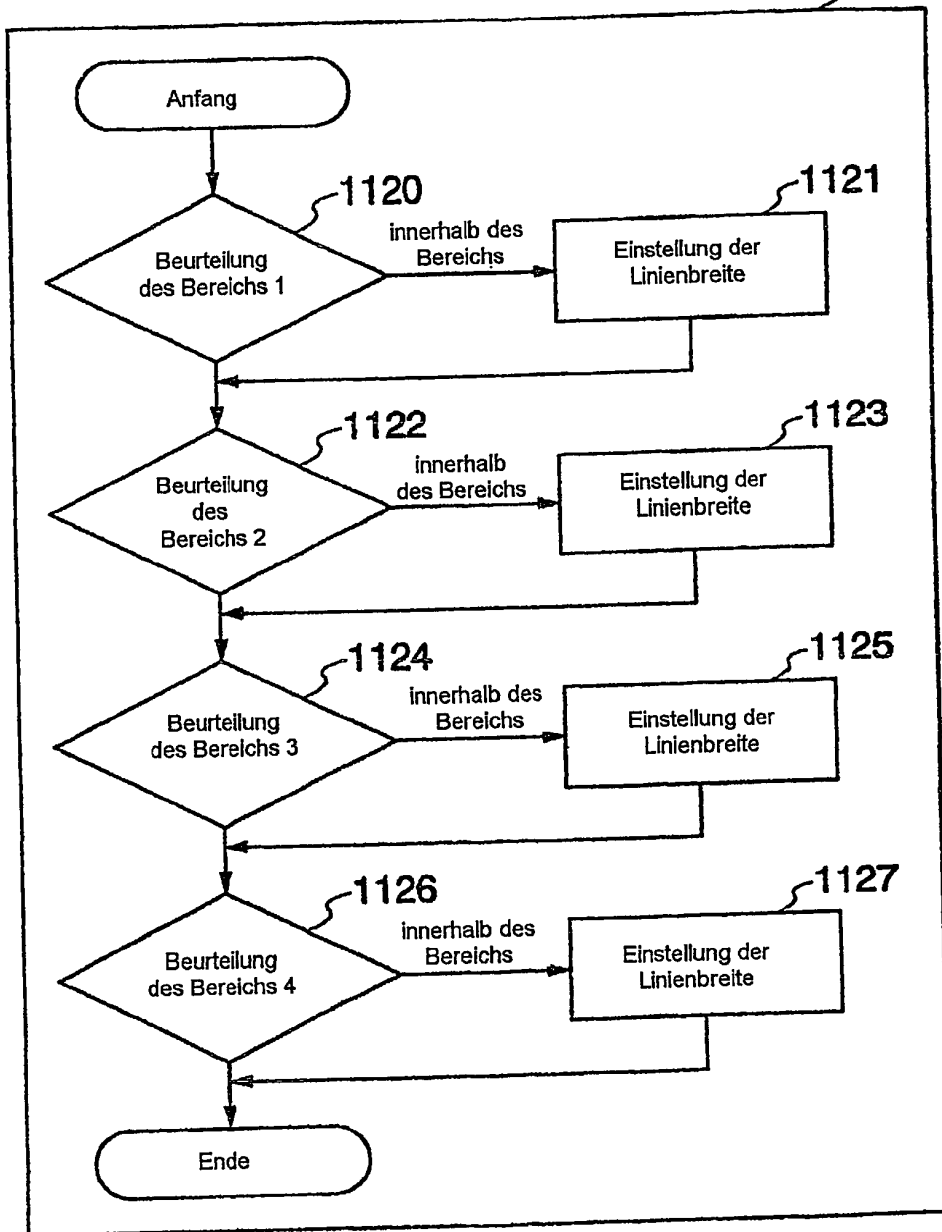 Anfang
1120
Beurteilung
des Bereichs 1
innerhalb des
Bereichs
1121
Einstellung der
Linienbreite
1122
Beurteilung
des
Bereichs 2
innerhalb
des Bereichs
1123
Einstellung der
Linienbreite
1124
Beurteilung
des Bereichs 3
innerhalb des
Bereichs
1125
Einstellung der
Linienbreite
1126
Beurteilung
des Bereichs 4
innerhalb des
Bereichs
1127
Einstellung der
Linienbreite
Ende